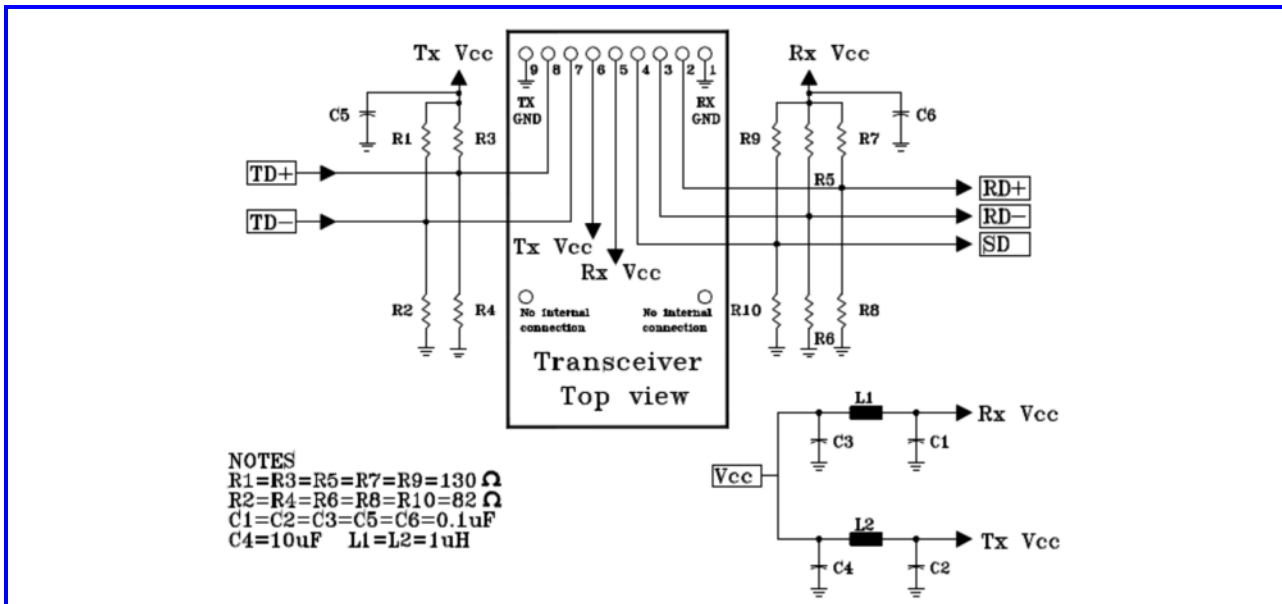 Tx Vcc
Rx Vcc
9 8 7 6 5 4 3 2 1
TX
GND
RX
GND
C5
R1
R3
R9
R7
C6
TD+
R5
RD+
TD-
RD-
SD
Tx Vcc
Rx Vcc
R2
R4
No internal
connection
No internal
connection
R10
R8
R6
Transceiver
Top view
L1
Rx Vcc
C3
C1
Vcc
L2
Tx Vcc
C4
C2
NOTES
R1=R3=R5=R7=R9=130 Ω
R2=R4=R6=R8=R10=82 Ω
C1=C2=C3=C5=C6=0.1uF
C4=10uF L1=L2=1uH